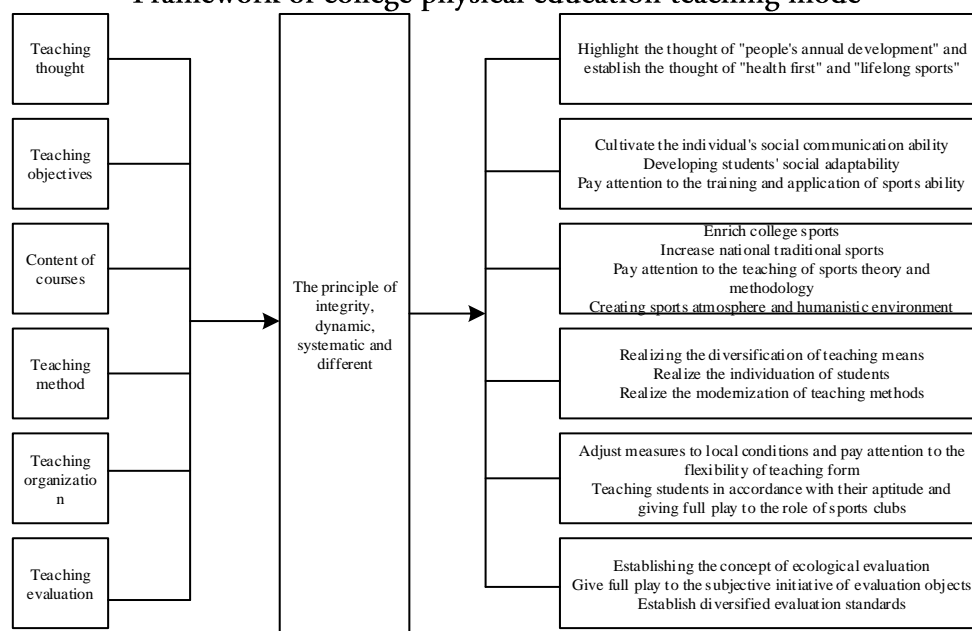 Framework of college physical education teaching mode
Teaching
thought
Teaching
objectives
Content of
courses
Teaching
method
Teaching
organizatio
n
Teaching
evaluation
The principle of
integrity,
dynamic,
systematic and
different
Highlight the thought of "people's annual development" and
establish the thought of "health first" and "lifelong sports"
Cultivate the individual's social communication ability
Developing students' social adaptability
Pay attention to the training and application of sports ability
Enrich college sports
Increase national traditional sports
Pay attention to the teaching of sports theory and
methodology
Creating sports atmosphere and humanistic environment
Realizing the diversification of teaching means
Realize the individuation of students
Realize the modernization of teaching methods
Adjust measures to local conditions and pay attention to the
flexibility of teaching form
Teaching students in accordance with their aptitude and
giving full play to the role of sports clubs
Establishing the concept of ecological evaluation
Give full play to the subjective initiative of evaluation objects
Establish diversified evaluation standards